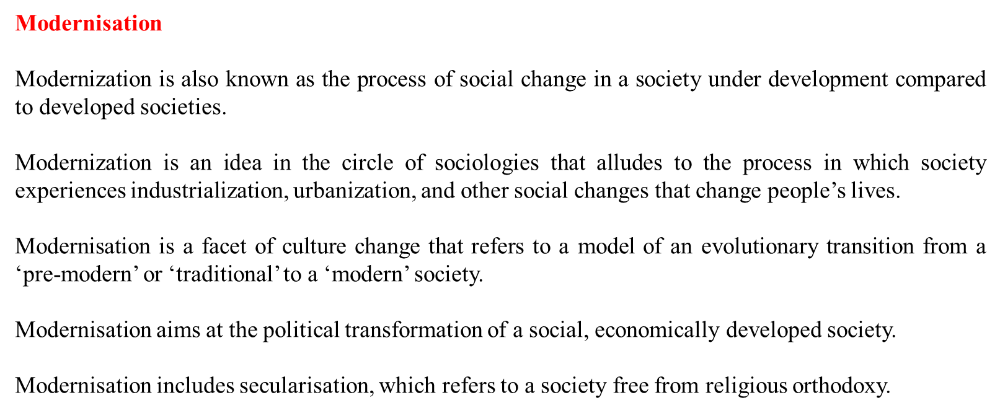 Modernisation
Modernization is also known as the process of social change in a society under development compared
to developed societies.
Modernization is an idea in the circle of sociologies that alludes to the process in which society
experiences industrialization, urbanization, and other social changes that change people’s lives.
Modernisation is a facet of culture change that refers to a model of an evolutionary transition from a
‘pre-modern’ or ‘traditional’ to a ‘modern’ society.
Modernisation aims at the political transformation of a social, economically developed society.
Modernisation includes secularisation, which refers to a society free from religious orthodoxy.